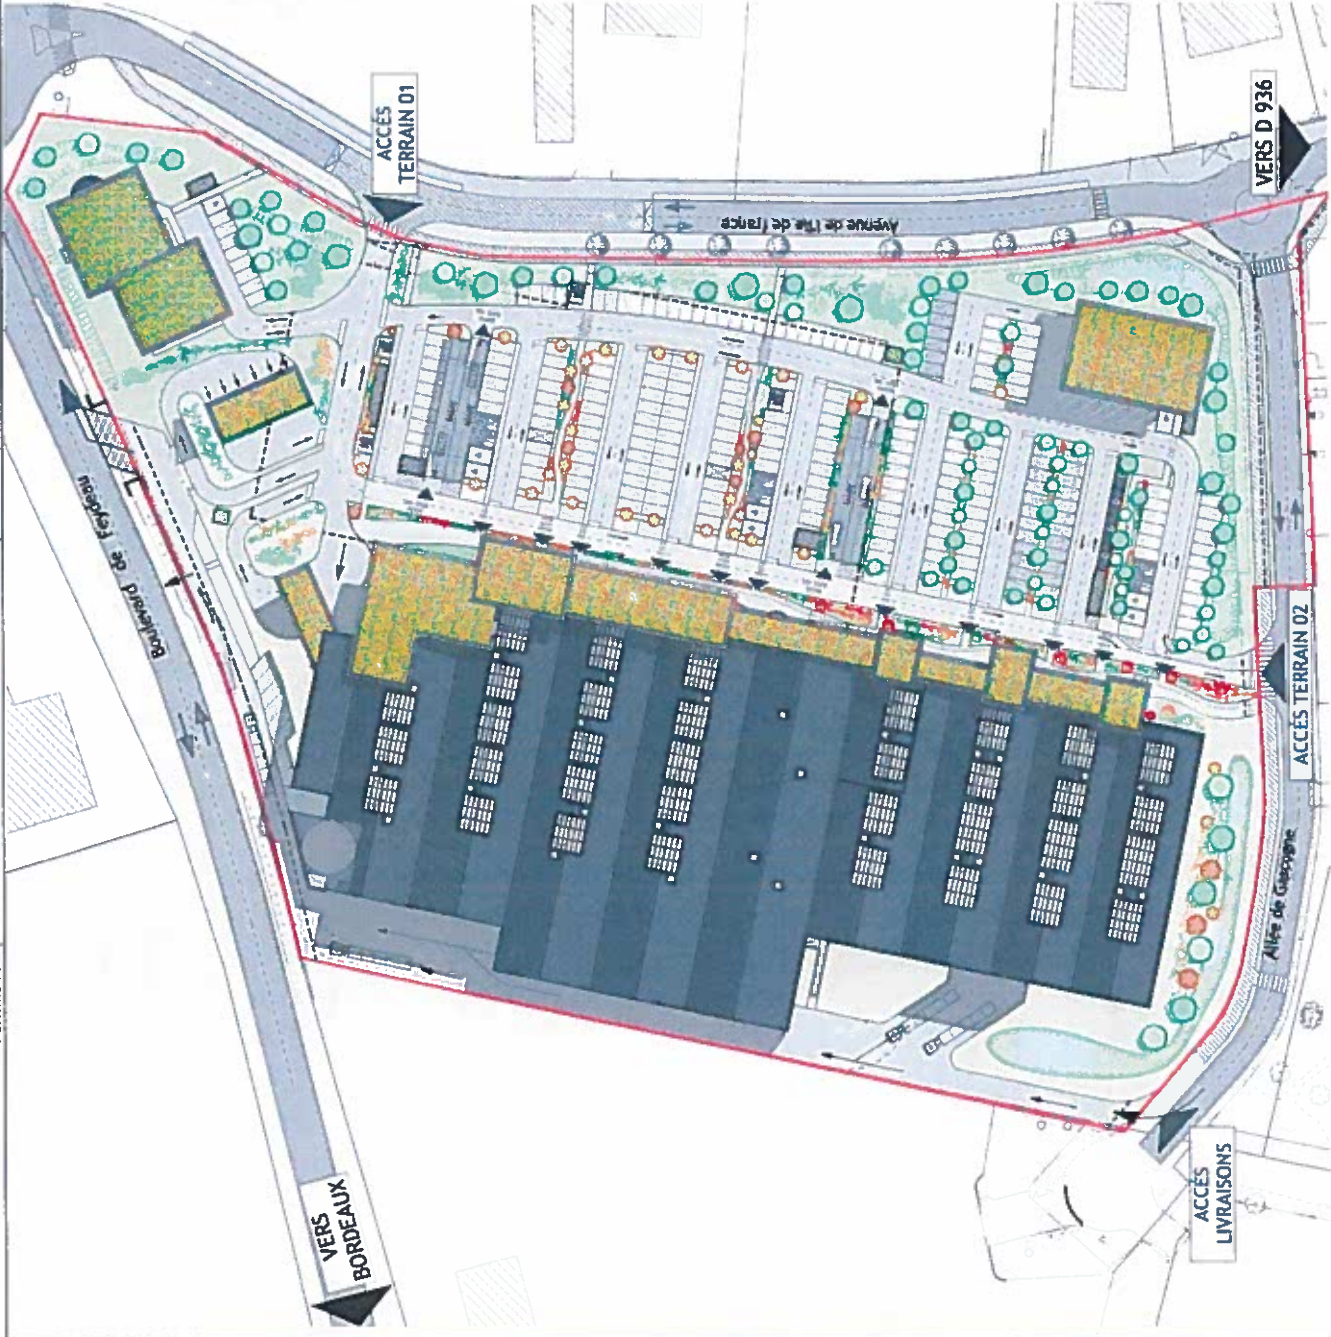 ACCÈS
TERRAIN 01
VERS D 936
Avenue de l'Ile de France
Boulevard de Feydeau
ACCÈS TERRAIN 02
Allée de Gascogne
ACCÈS
LIVRAISONS
VERS
BORDEAUX